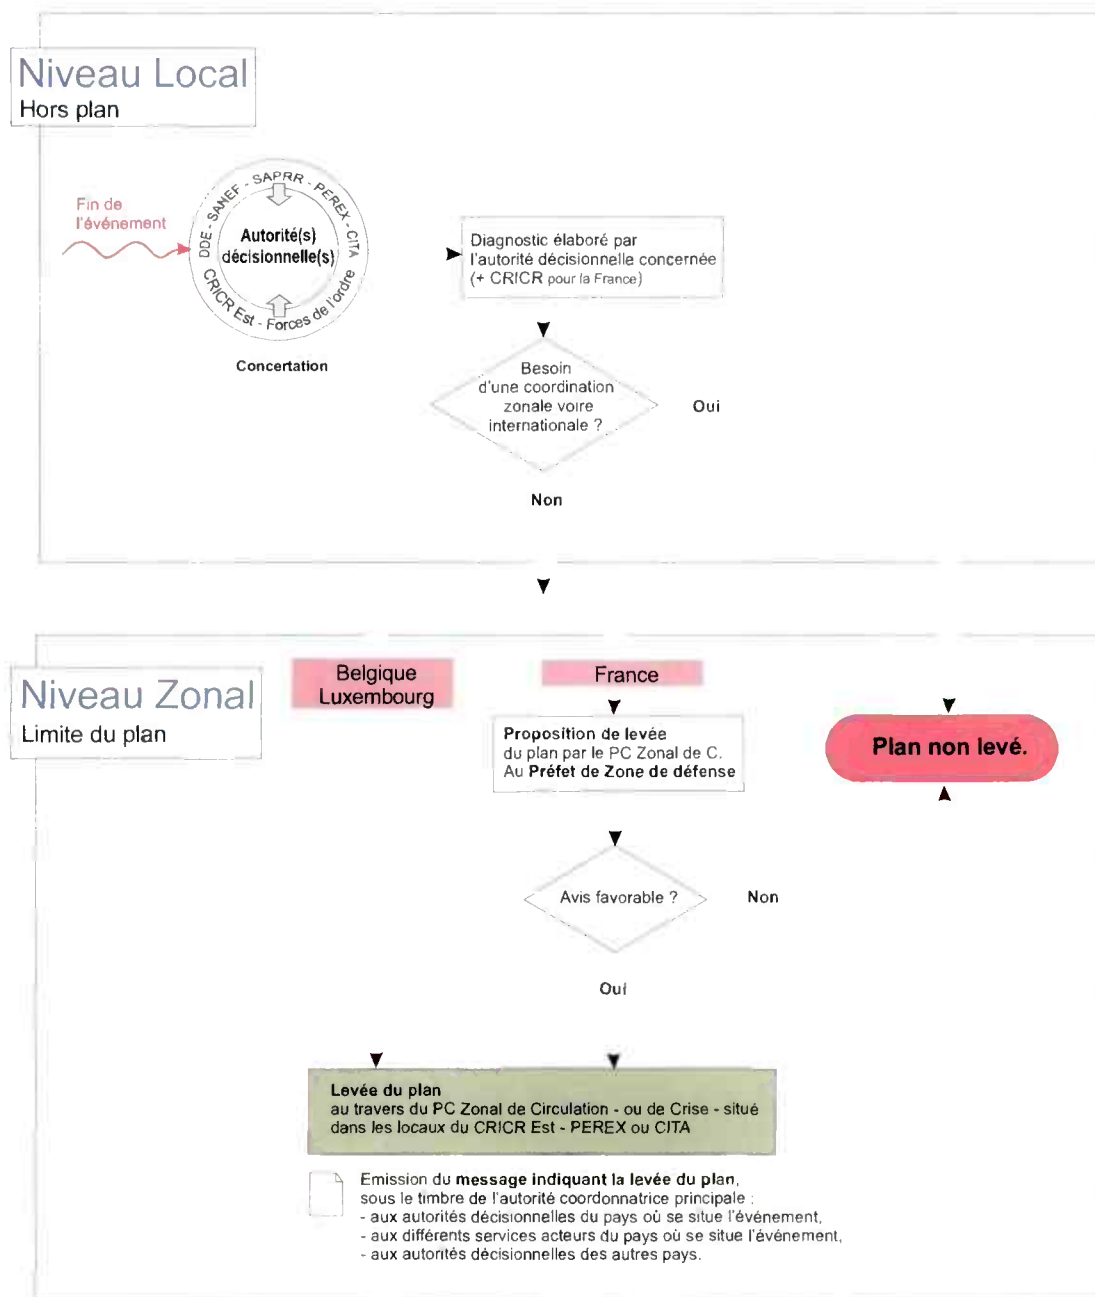 Niveau Local
Hors plan
Fin de
l'événement
DDE - SANEF - SAPRR - PEREX - CITA
Autorité(s)
décisionnelle(s)
CRICR Est - Forces de l'ordre
Concertation
Diagnostic élaboré par
l'autorité décisionnelle concernée
(+ CRICR pour la France)
Besoin
d'une coordination
zonale voire
internationale ?
Oui
Non
Niveau Zonal
Limite du plan
Belgique
Luxembourg
France
Proposition de levée
du plan par le PC Zonal de C.
Au Préfet de Zone de défense
Plan non levé.
Avis favorable ?
Non
Oui
Levée du plan
au travers du PC Zonal de Circulation - ou de Crise - situé
dans les locaux du CRICR Est - PEREX ou CITA
Emission du message indiquant la levée du plan,
sous le timbre de l'autorité coordonnatrice principale :
- aux autorités décisionnelles du pays où se situe l'événement,
- aux différents services acteurs du pays où se situe l'événement,
- aux autorités décisionnelles des autres pays.